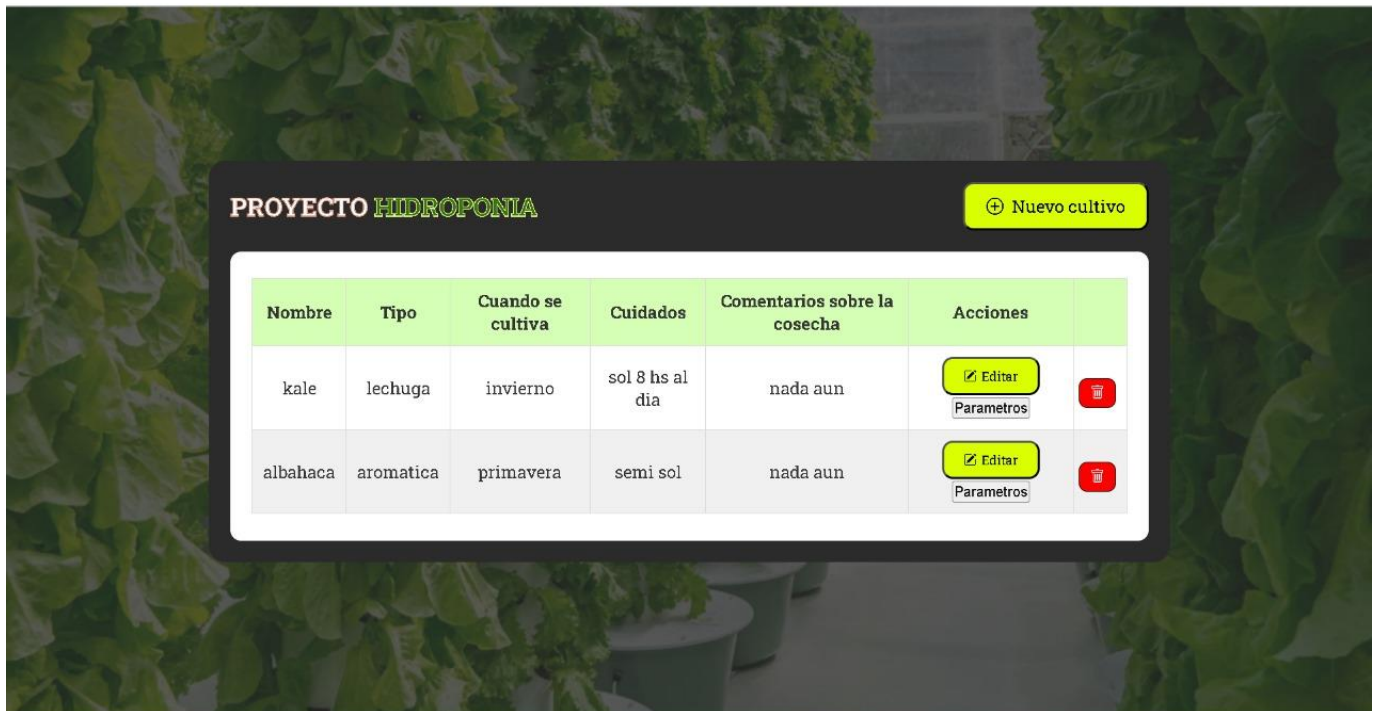 PROYECTO HIDROPONIA
Nuevo cultivo
Nombre Tipo Cuando se cultiva Cuidados Comentarios sobre la cosecha Acciones
kale lechuga invierno sol 8 hs al dia nada aun Editar
Parametros
albahaca aromatica primavera semi sol nada aun Editar
Parametros